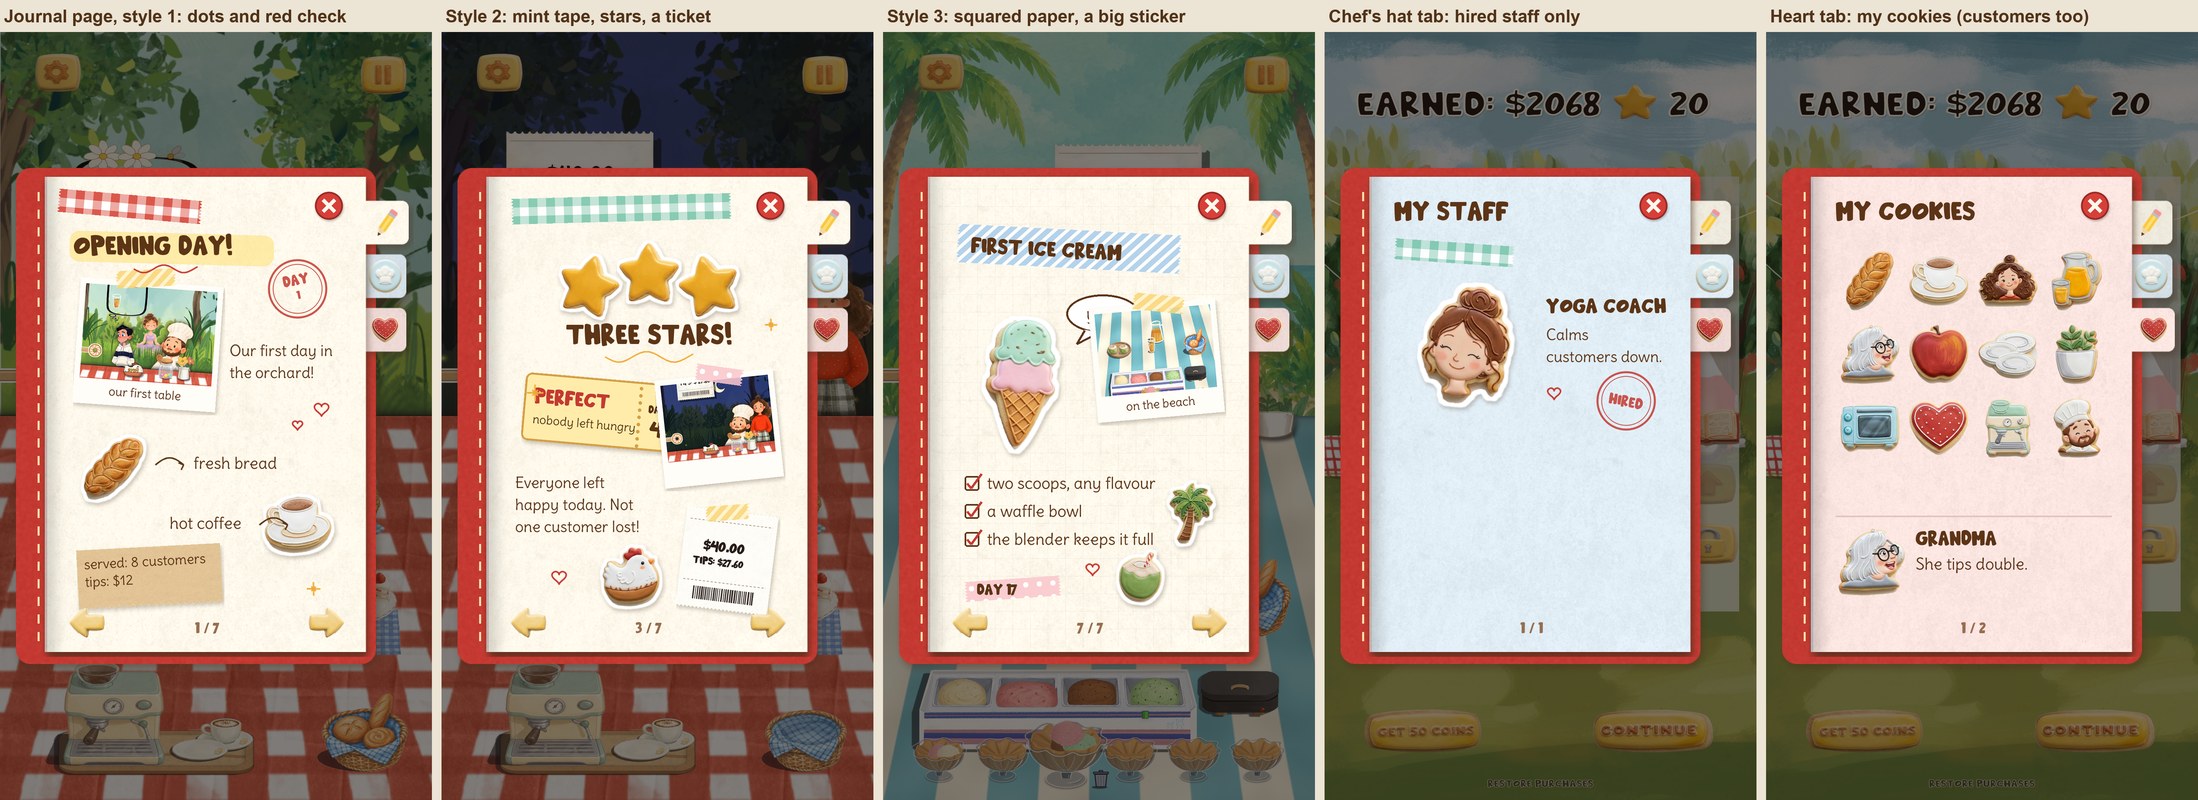 Journal page, style 1: dots and red check
EARNED: $2068 20
OPENING DAY!
DAY
1
our first table
Our first day in
the orchard!
fresh bread
hot coffee
served: 8 customers
tips: $12
1/7
Style 2: mint tape, stars, a ticket
THREE STARS!
PERFECT
nobody left hungry
Everyone left
happy today. Not
one customer lost!
$40.00
TIPS: $27.60
3/7
Style 3: squared paper, a big sticker
FIRST ICE CREAM
on the beach
two scoops, any flavour
a waffle bowl
the blender keeps it full
DAY 17
7/7
Chef's hat tab: hired staff only
MY STAFF
YOGA COACH
Calms
customers down.
HIRED
1/1
GET 50 COINS
CONTINUE
RESTORE PURCHASES
Heart tab: my cookies (customers too)
EARNED: $2068 20
MY COOKIES
GRANDMA
She tips double.
1/2
GET 50 COINS
CONTINUE
RESTORE PURCHASES